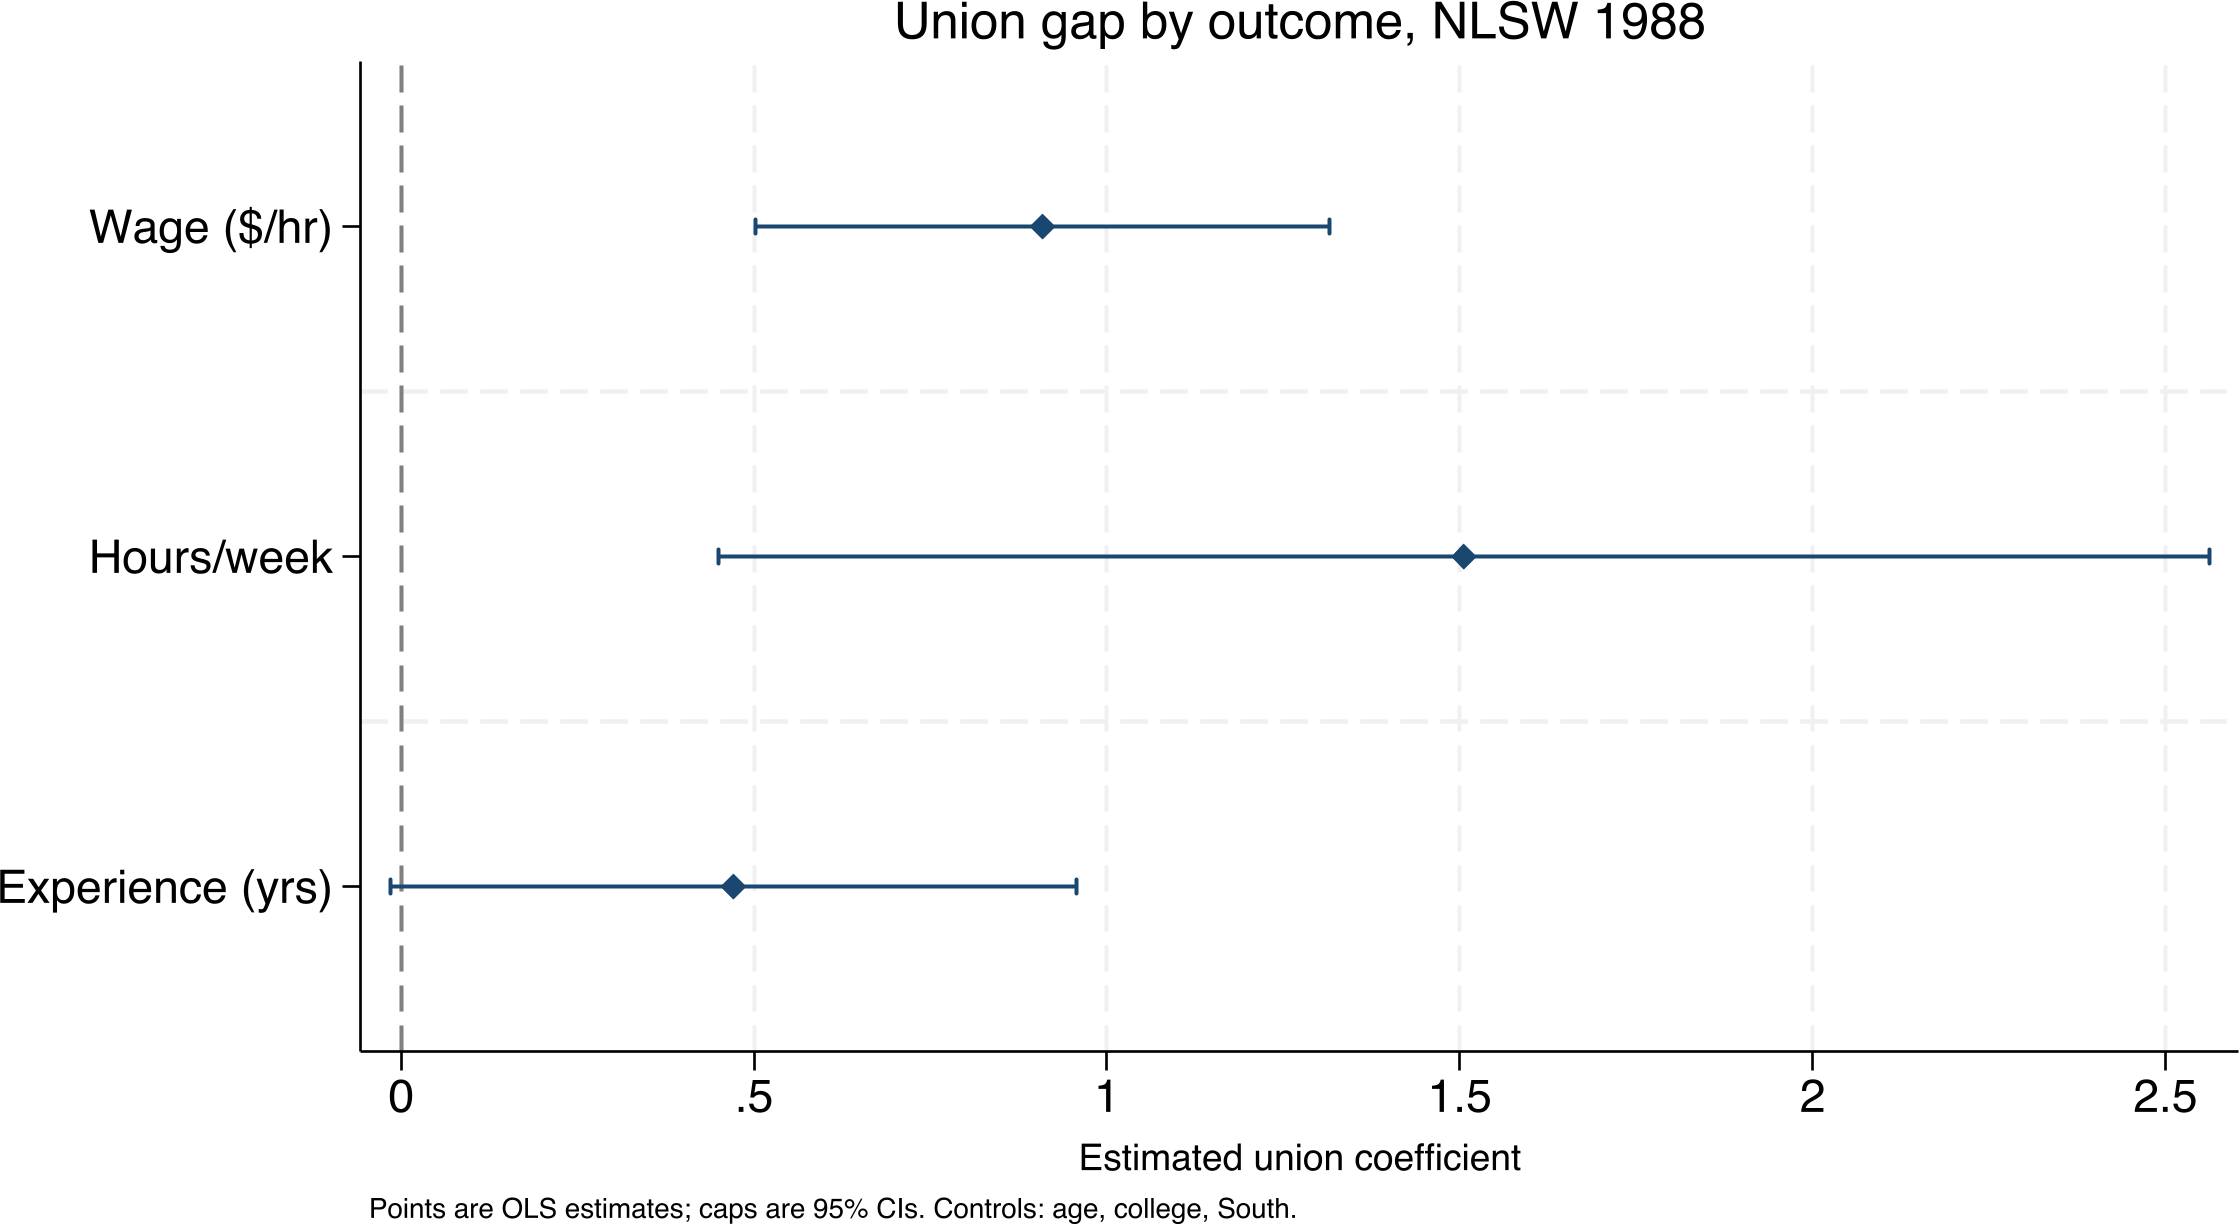 Union gap by outcome, NLSW 1988
Wage ($/hr)
Hours/week
Experience (yrs)
0 .5 1 1.5 2 2.5
Estimated union coefficient
Points are OLS estimates; caps are 95% CIs. Controls: age, college, South.